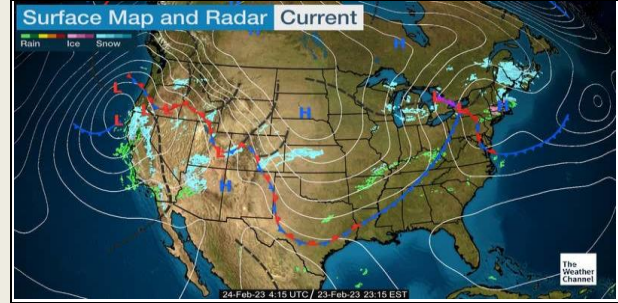 Surface Map and Radar Current
Rain Ice Snow
H
H
L
L
L
L
L
L
H
H
H
24-Feb-23 4:15 UTC / 23-Feb-23 23:15 EST
The
Weather
Channel